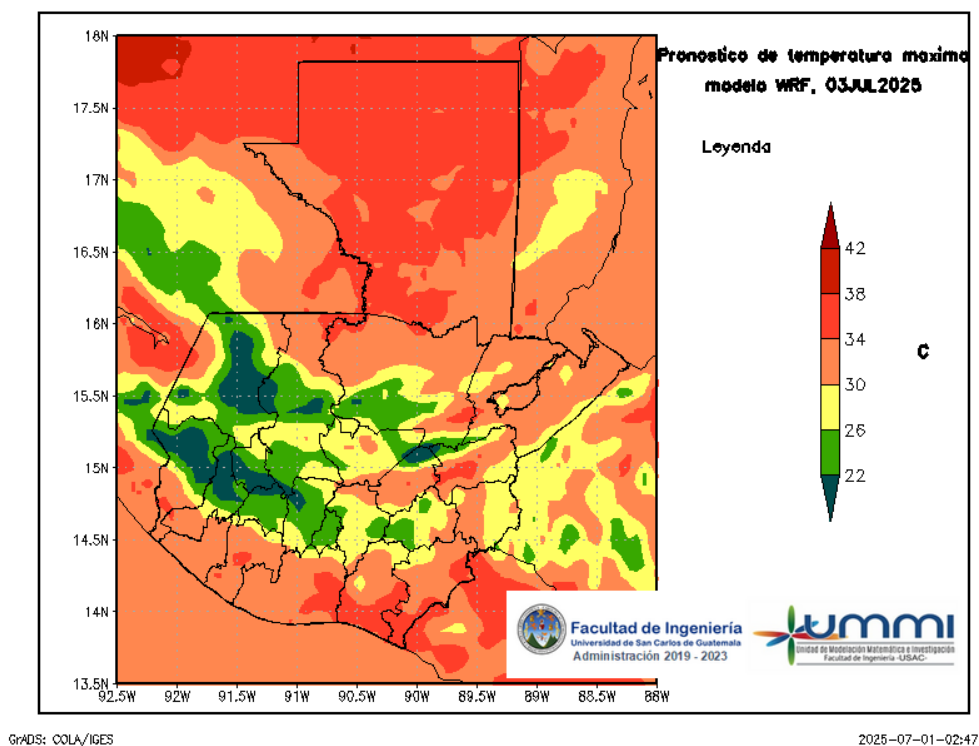 Pronostico de temperatura maxima
modelo WRF, 03JUL2025
Leyenda
42
38
34
30
26
22
C
18N
17.5N
17N
16.5N
16N
15.5N
15N
14.5N
14N
13.5N
92.5W 92W 91.5W 91W 90.5W 90W 89.5W 89W 88.5W 88W
Facultad de Ingeniería
Universidad de San Carlos de Guatemala
Administración 2019 - 2023
ummi
Unidad de Modelación Matemática e Investigación
Facultad de Ingeniería -USAC-
GrADS: COLA/IGES
2025-07-01-02:47